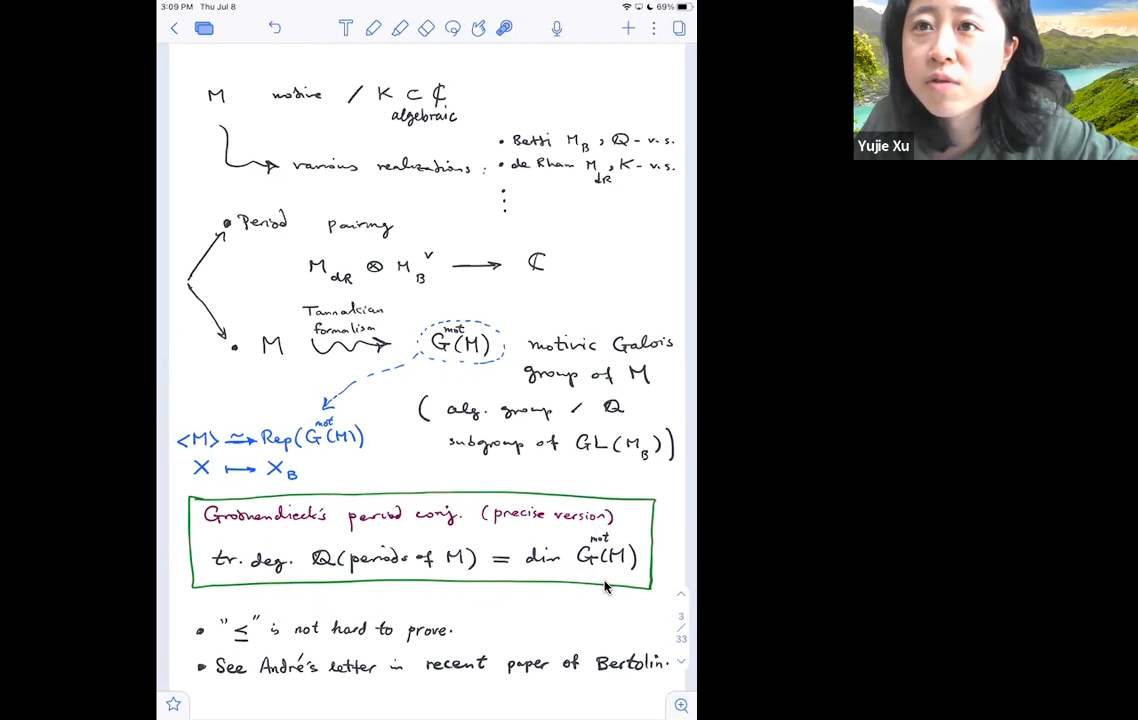 3:09 PM Thu Jul 8
69%
M motive / K ⊂ ℂ
algebraic
• Betti M_B, ℚ-v.s.
various realizations: • de Rham M_dR, K-v.s.
• Period pairing
M_dR ⊗ M_B^∨ ⟶ ℂ
Tannakian
formalism
• M G^mot(M) motivic Galois
group of M
( alg. group / ℚ
subgroup of GL(M_B))
<M> ≃ Rep(G^mot(M))
X ⟼ X_B
Grothendieck's period conj. (precise version)
tr. deg. ℚ(periods of M) = dim G^mot(M)
• "≤" is not hard to prove.
• See André's letter in recent paper of Bertolin.
3
/
33
Yujie Xu